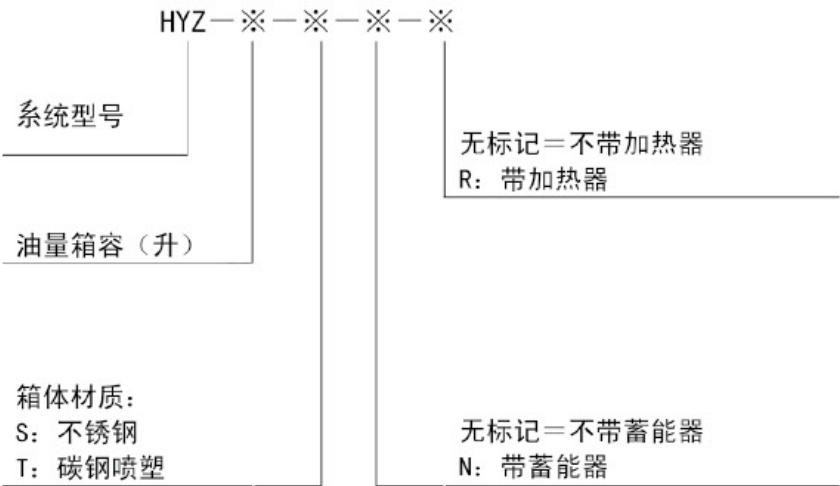 HYZ－※－※－※－※
系统型号
无标记＝不带加热器
R：带加热器
油量箱容（升）
箱体材质：
S：不锈钢
T：碳钢喷塑
无标记＝不带蓄能器
N：带蓄能器